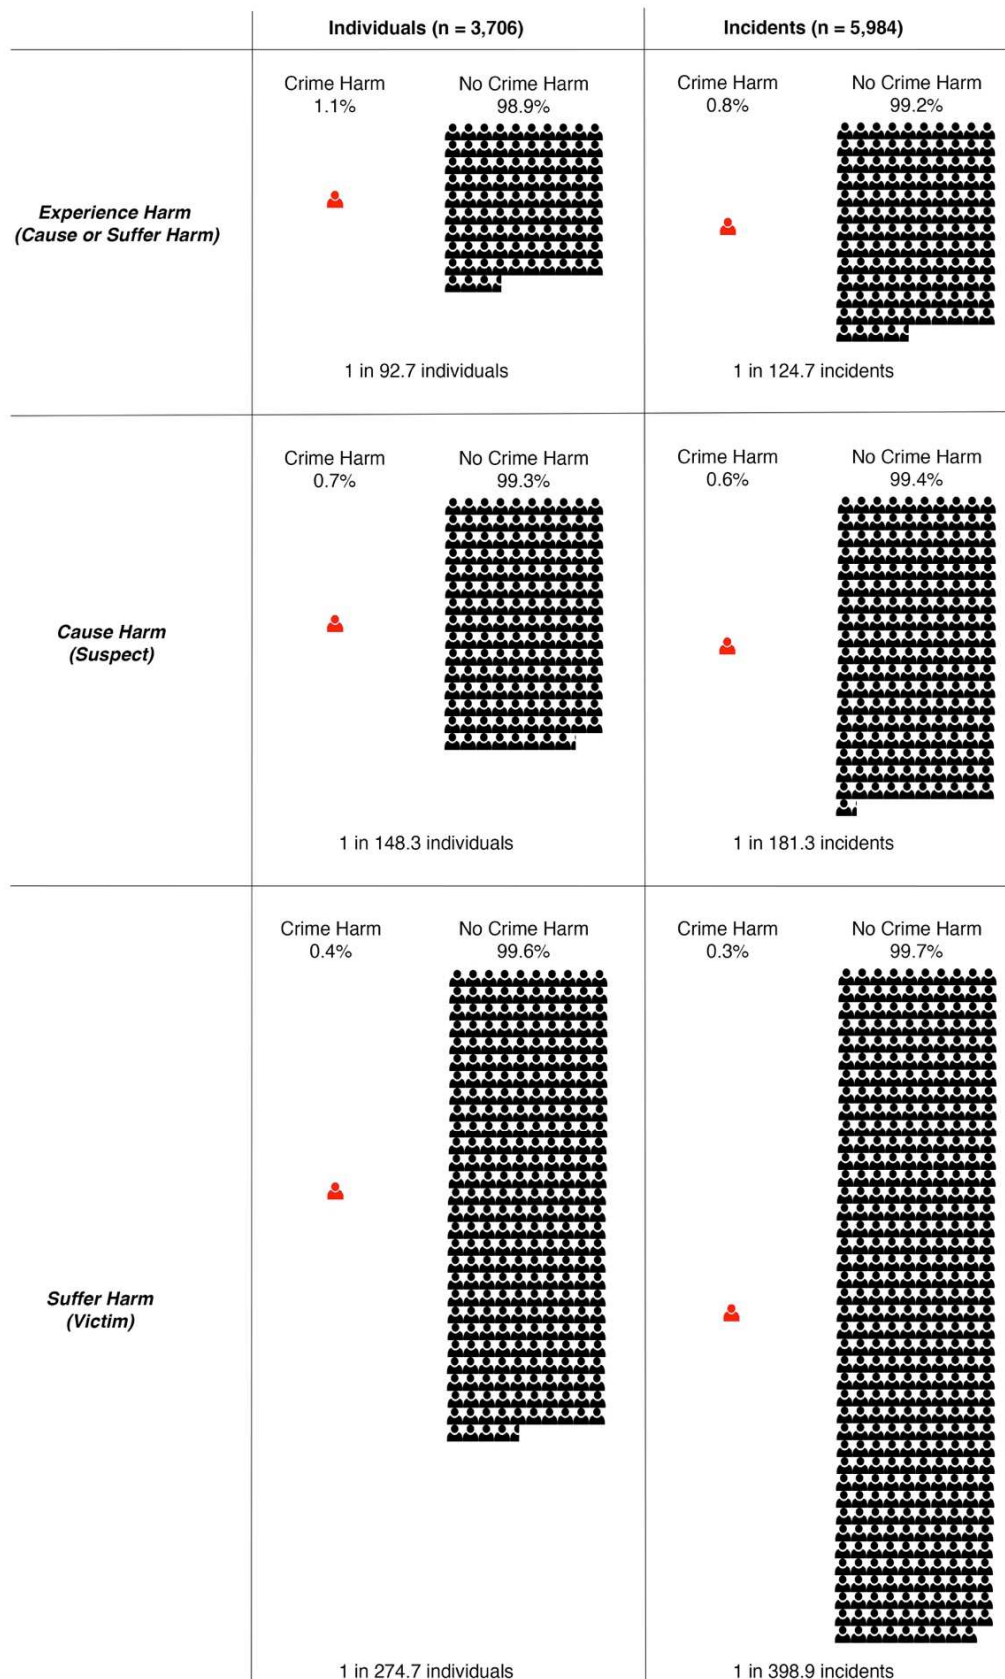 Individuals (n = 3,706)
Incidents (n = 5,984)
Experience Harm
(Cause or Suffer Harm)
Crime Harm
1.1%
No Crime Harm
98.9%
1 in 92.7 individuals
Crime Harm
0.8%
No Crime Harm
99.2%
1 in 124.7 incidents
Cause Harm
(Suspect)
Crime Harm
0.7%
No Crime Harm
99.3%
1 in 148.3 individuals
Crime Harm
0.6%
No Crime Harm
99.4%
1 in 181.3 incidents
Suffer Harm
(Victim)
Crime Harm
0.4%
No Crime Harm
99.6%
1 in 274.7 individuals
Crime Harm
0.3%
No Crime Harm
99.7%
1 in 398.9 incidents